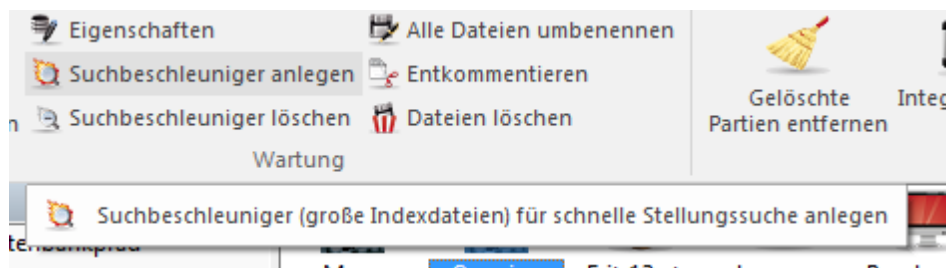 Eigenschaften
Alle Dateien umbenennen
Suchbeschleuniger anlegen
Entkommentieren
Suchbeschleuniger löschen
Dateien löschen
Gelöschte
Partien entfernen
Wartung
Suchbeschleuniger (große Indexdateien) für schnelle Stellungssuche anlegen